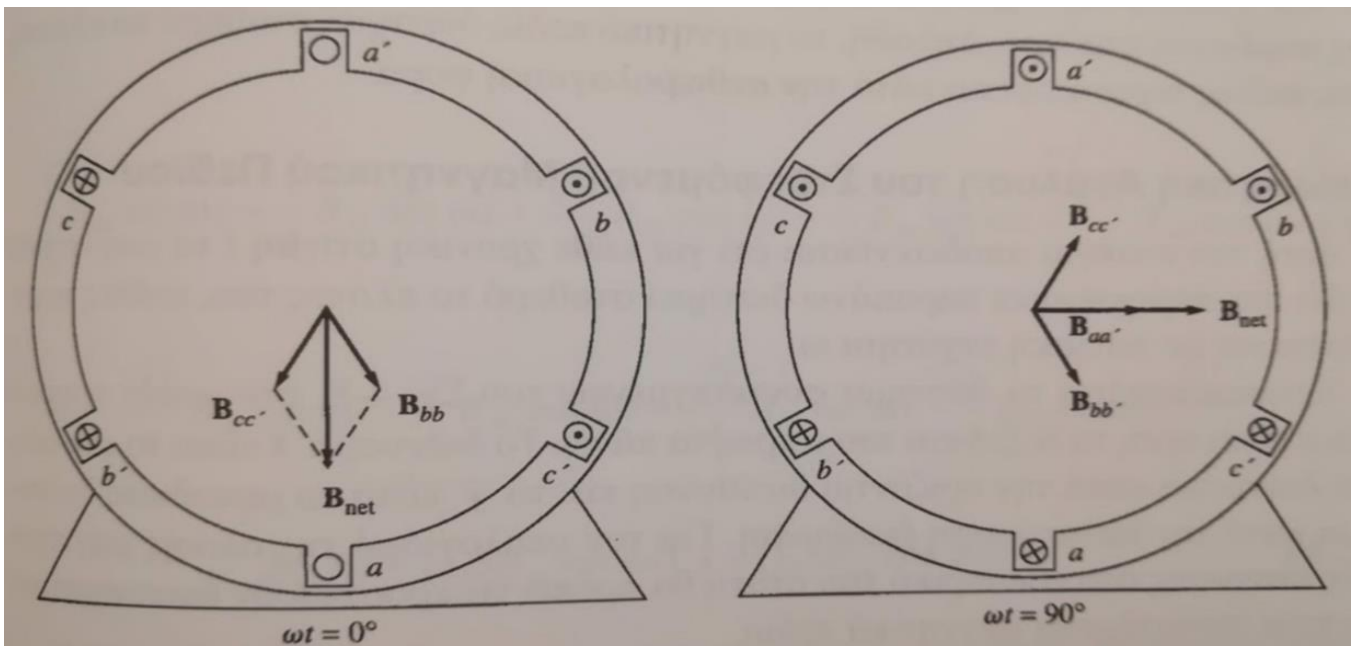 a´
c
b
B_cc´
B_bb
b´
c´
B_net
a
ωt = 0°
a´
c
b
B_cc´
B_net
B_aa´
B_bb´
b´
c´
a
ωt = 90°